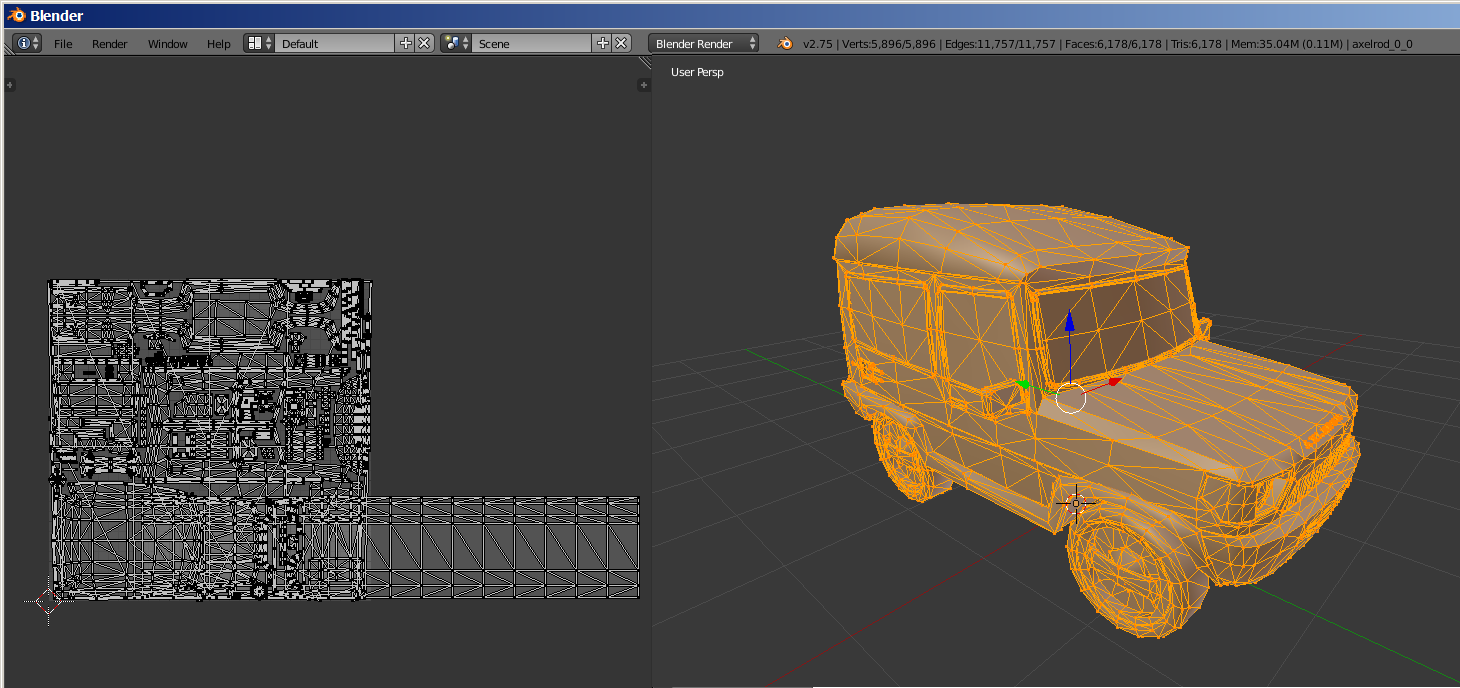 Blender
File Render Window Help Default Scene Blender Render v2.75 | Verts:5,896/5,896 | Edges:11,757/11,757 | Faces:6,178/6,178 | Tris:6,178 | Mem:35.04M (0.11M) | axelrod_0_0
User Persp